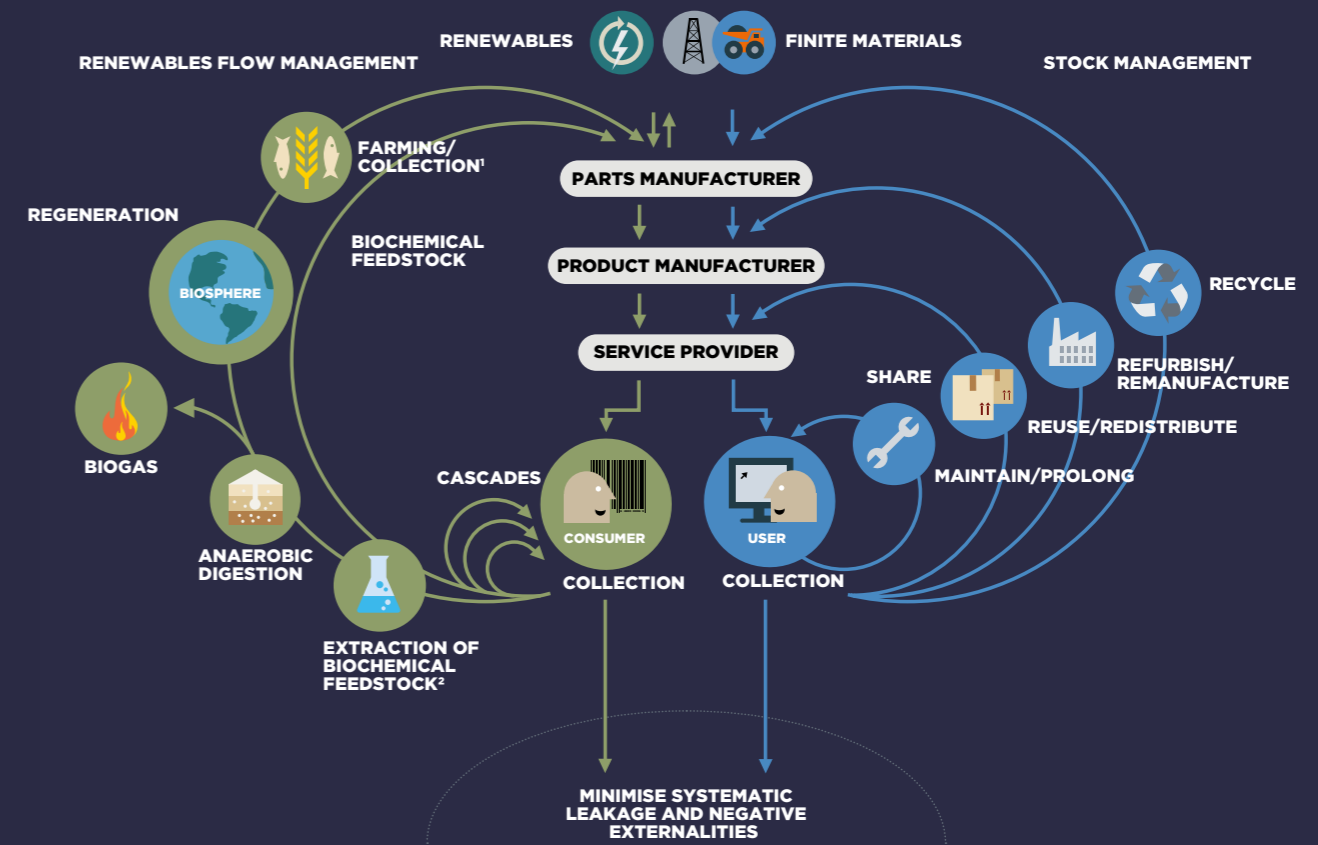 RENEWABLES
FINITE MATERIALS
RENEWABLES FLOW MANAGEMENT
STOCK MANAGEMENT
FARMING/
COLLECTION¹
PARTS MANUFACTURER
REGENERATION
BIOCHEMICAL
FEEDSTOCK
PRODUCT MANUFACTURER
BIOSPHERE
RECYCLE
SERVICE PROVIDER
SHARE
REFURBISH/
REMANUFACTURE
REUSE/REDISTRIBUTE
BIOGAS
CASCADES
MAINTAIN/PROLONG
CONSUMER
USER
ANAEROBIC
DIGESTION
COLLECTION
COLLECTION
EXTRACTION OF
BIOCHEMICAL
FEEDSTOCK²
MINIMISE SYSTEMATIC
LEAKAGE AND NEGATIVE
EXTERNALITIES